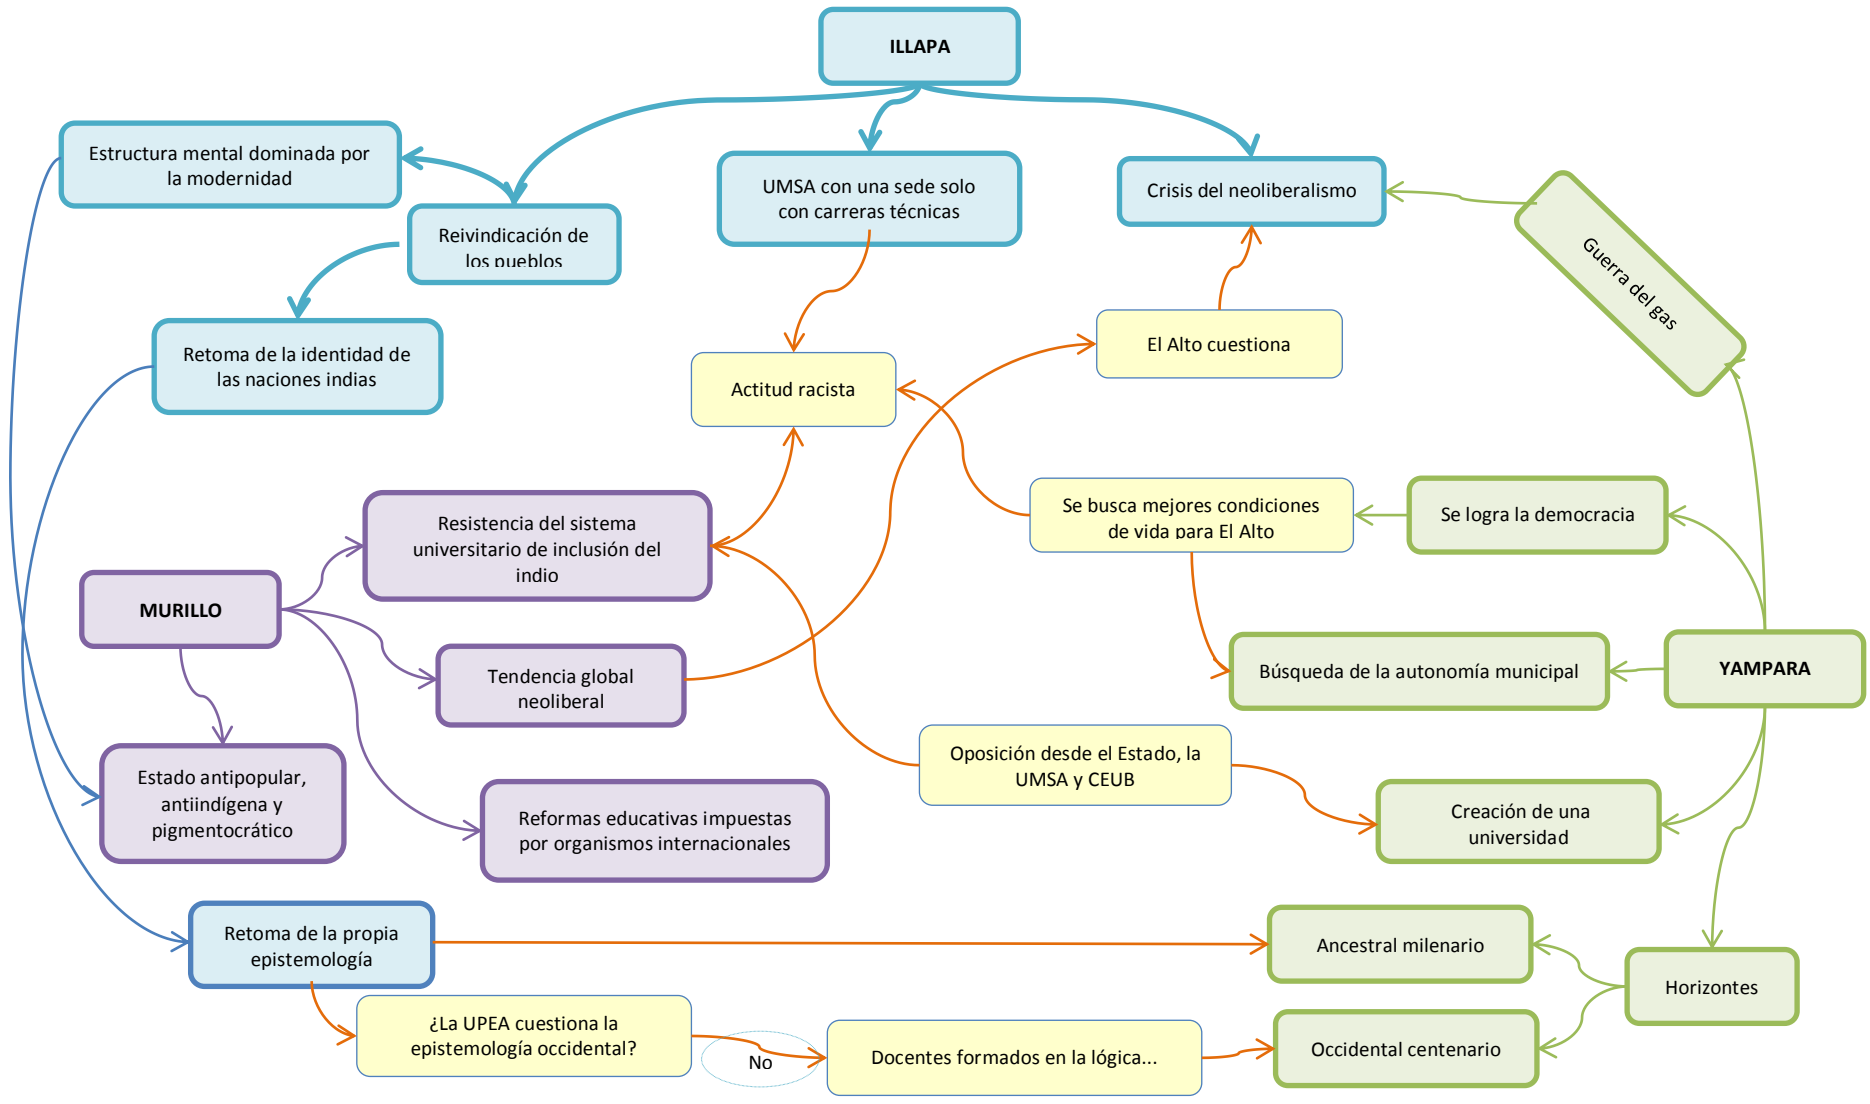 ILLAPA
Estructura mental dominada por
la modernidad
UMSA con una sede solo
con carreras técnicas
Crisis del neoliberalismo
Reivindicación de
los pueblos
Guerra del gas
Retoma de la identidad de
las naciones indias
El Alto cuestiona
Actitud racista
Resistencia del sistema
universitario de inclusión del
indio
Se busca mejores condiciones
de vida para El Alto
Se logra la democracia
MURILLO
Tendencia global
neoliberal
Búsqueda de la autonomía municipal
YAMPARA
Estado antipopular,
antiindígena y
pigmentocrático
Oposición desde el Estado, la
UMSA y CEUB
Reformas educativas impuestas
por organismos internacionales
Creación de una
universidad
Retoma de la propia
epistemología
Ancestral milenario
Horizontes
¿La UPEA cuestiona la
epistemología occidental?
No
Docentes formados en la lógica...
Occidental centenario